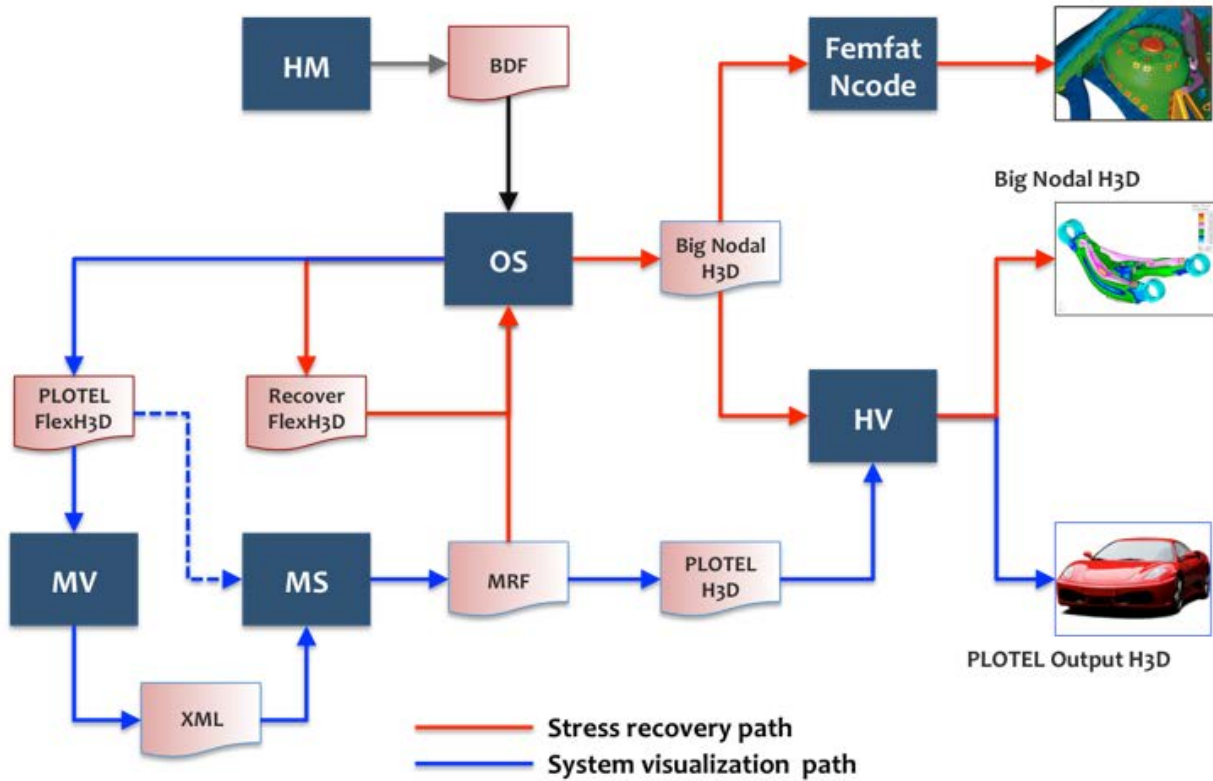 HM
BDF
Femfat
Ncode
Big Nodal H3D
OS
Big Nodal
H3D
PLOTEL
FlexH3D
Recover
FlexH3D
HV
MV
MS
MRF
PLOTEL
H3D
PLOTEL Output H3D
XML
Stress recovery path
System visualization path